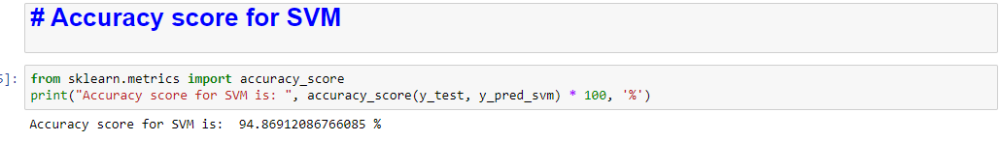 # Accuracy score for SVM
5]: from sklearn.metrics import accuracy_score
print("Accuracy score for SVM is: ", accuracy_score(y_test, y_pred_svm) * 100, '%')
Accuracy score for SVM is:  94.86912086766085 %